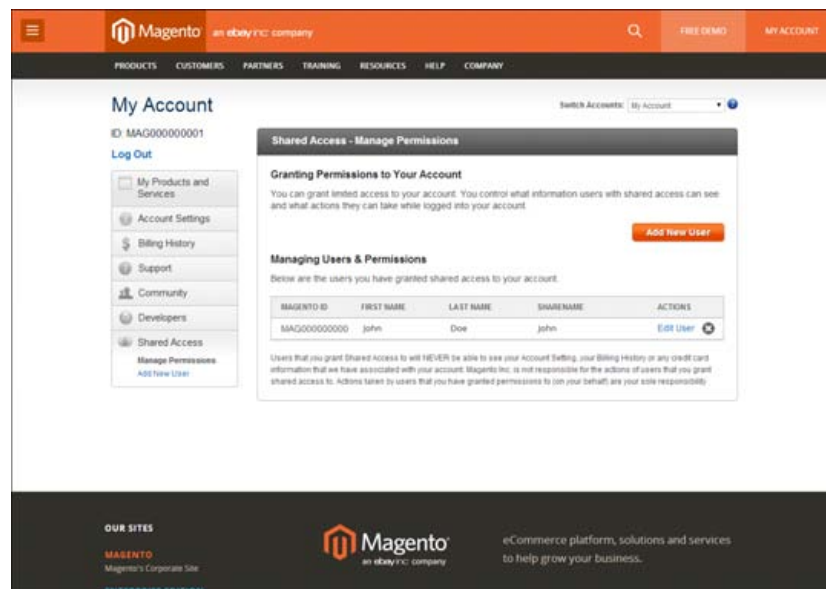 Magento® an ebay inc company
FREE DEMO
MY ACCOUNT
PRODUCTS CUSTOMERS PARTNERS TRAINING RESOURCES HELP COMPANY
My Account
Switch Accounts: My Account
ID: MAG000000001
Log Out
My Products and
Services
Account Settings
Billing History
Support
Community
Developers
Shared Access
Manage Permissions
Add New User
Shared Access - Manage Permissions
Granting Permissions to Your Account
You can grant limited access to your account. You control what information users with shared access can see
and what actions they can take while logged into your account.
Add New User
Managing Users & Permissions
Below are the users you have granted shared access to your account.
MAGENTO ID FIRST NAME LAST NAME SHARENAME ACTIONS
MAG000000000 John Doe john Edit User
Users that you grant Shared Access to will NEVER be able to see your Account Setting, your Billing History or any credit card
information that we have associated with your account. Magento Inc. is not responsible for the actions of users that you grant
shared access to. Actions taken by users that you have granted permissions to (on your behalf) are your sole responsibility
OUR SITES
MAGENTO
Magento's Corporate Site
Magento®
an ebay inc company
eCommerce platform, solutions and services
to help grow your business.